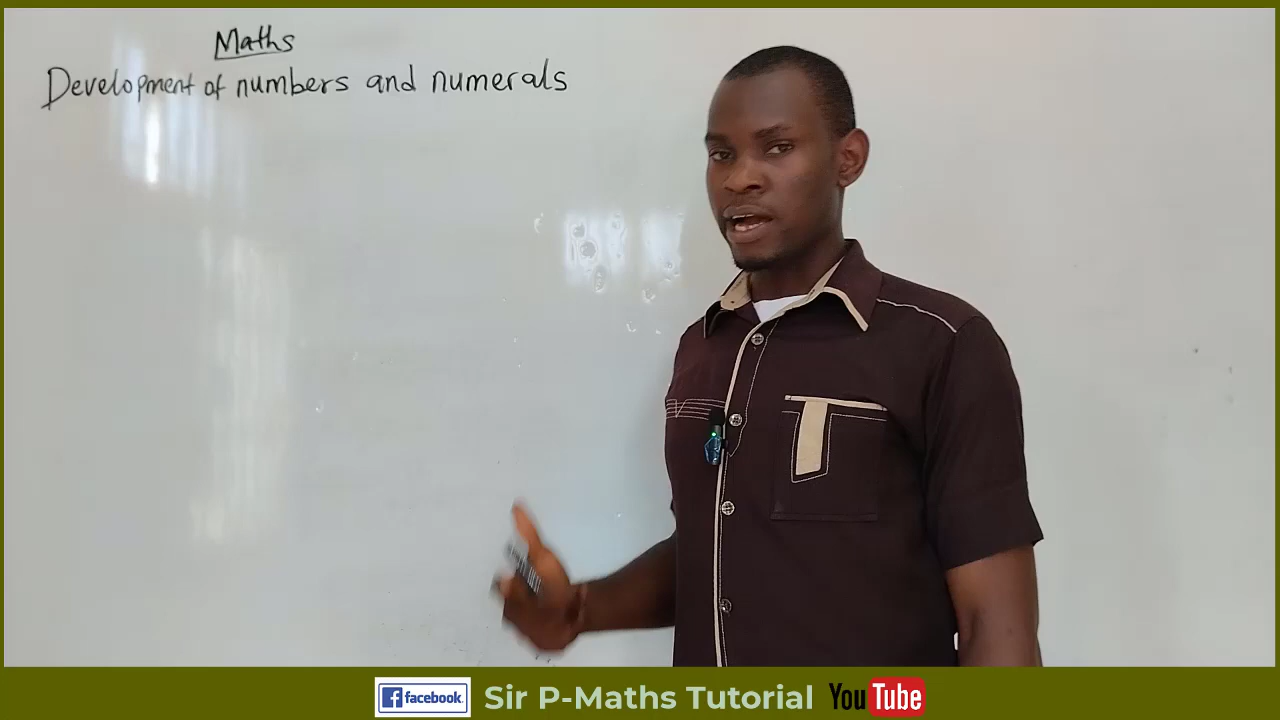 Maths
Development of numbers and numerals
facebook. Sir P-Maths Tutorial YouTube